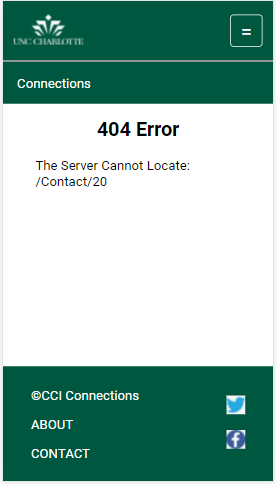 UNC CHARLOTTE
=
Connections
404 Error
The Server Cannot Locate:
/Contact/20
©CCI Connections
ABOUT
CONTACT